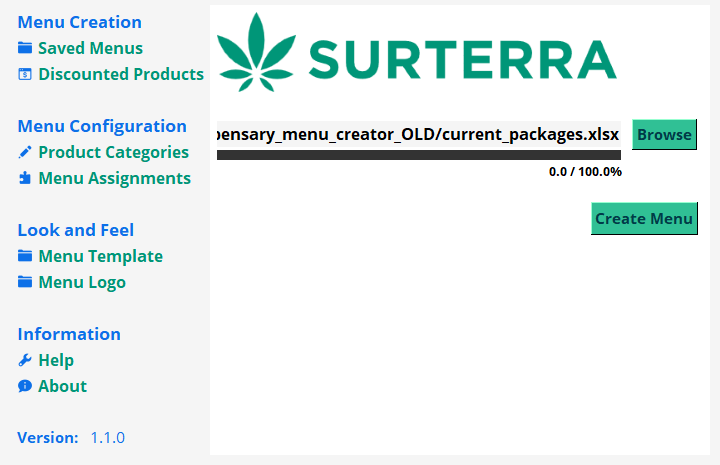 Menu Creation
Saved Menus
Discounted Products
Menu Configuration
Product Categories
Menu Assignments
Look and Feel
Menu Template
Menu Logo
Information
Help
About
Version: 1.1.0
SURTERRA
pensary_menu_creator_OLD/current_packages.xlsx
Browse
0.0 / 100.0%
Create Menu